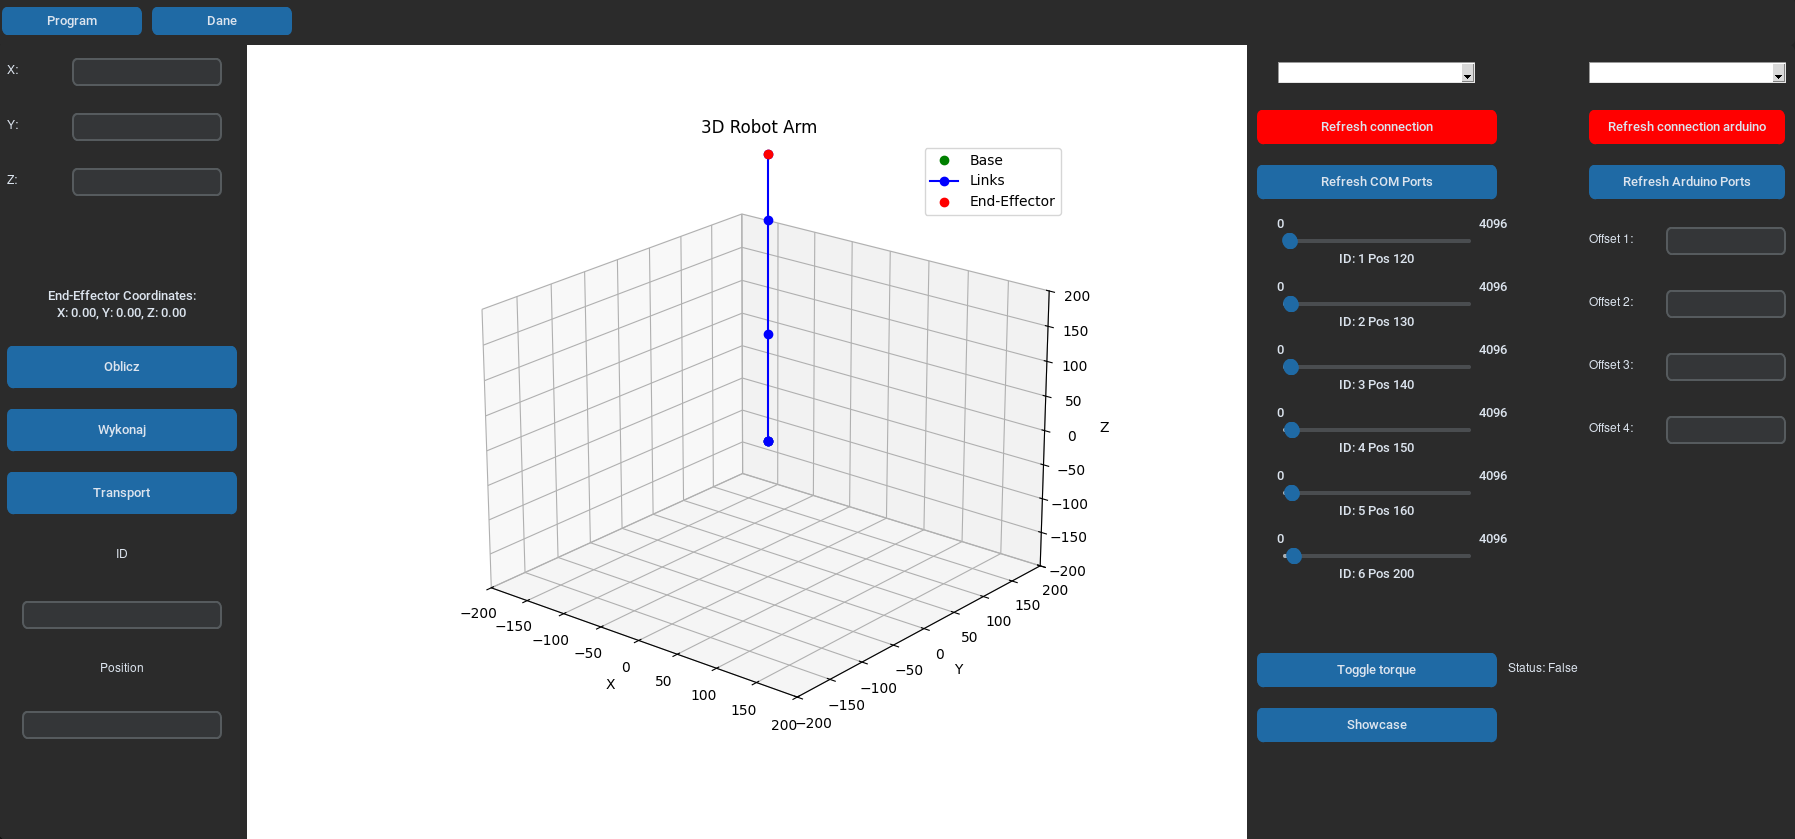 Program
Dane
X:
Y:
Z:
End-Effector Coordinates:
X: 0.00, Y: 0.00, Z: 0.00
Oblicz
Wykonaj
Transport
ID
Position
3D Robot Arm
Base
Links
End-Effector
200
150
100
50
0
−50
−100
−150
−200
Z
−200
−150
−100
−50
0
50
100
150
200
X
−200
−150
−100
−50
0
50
100
150
200
Y
Refresh connection
Refresh connection arduino
Refresh COM Ports
Refresh Arduino Ports
0 4096
ID: 1 Pos 120
Offset 1:
0 4096
ID: 2 Pos 130
Offset 2:
0 4096
ID: 3 Pos 140
Offset 3:
0 4096
ID: 4 Pos 150
Offset 4:
0 4096
ID: 5 Pos 160
0 4096
ID: 6 Pos 200
Toggle torque
Status: False
Showcase